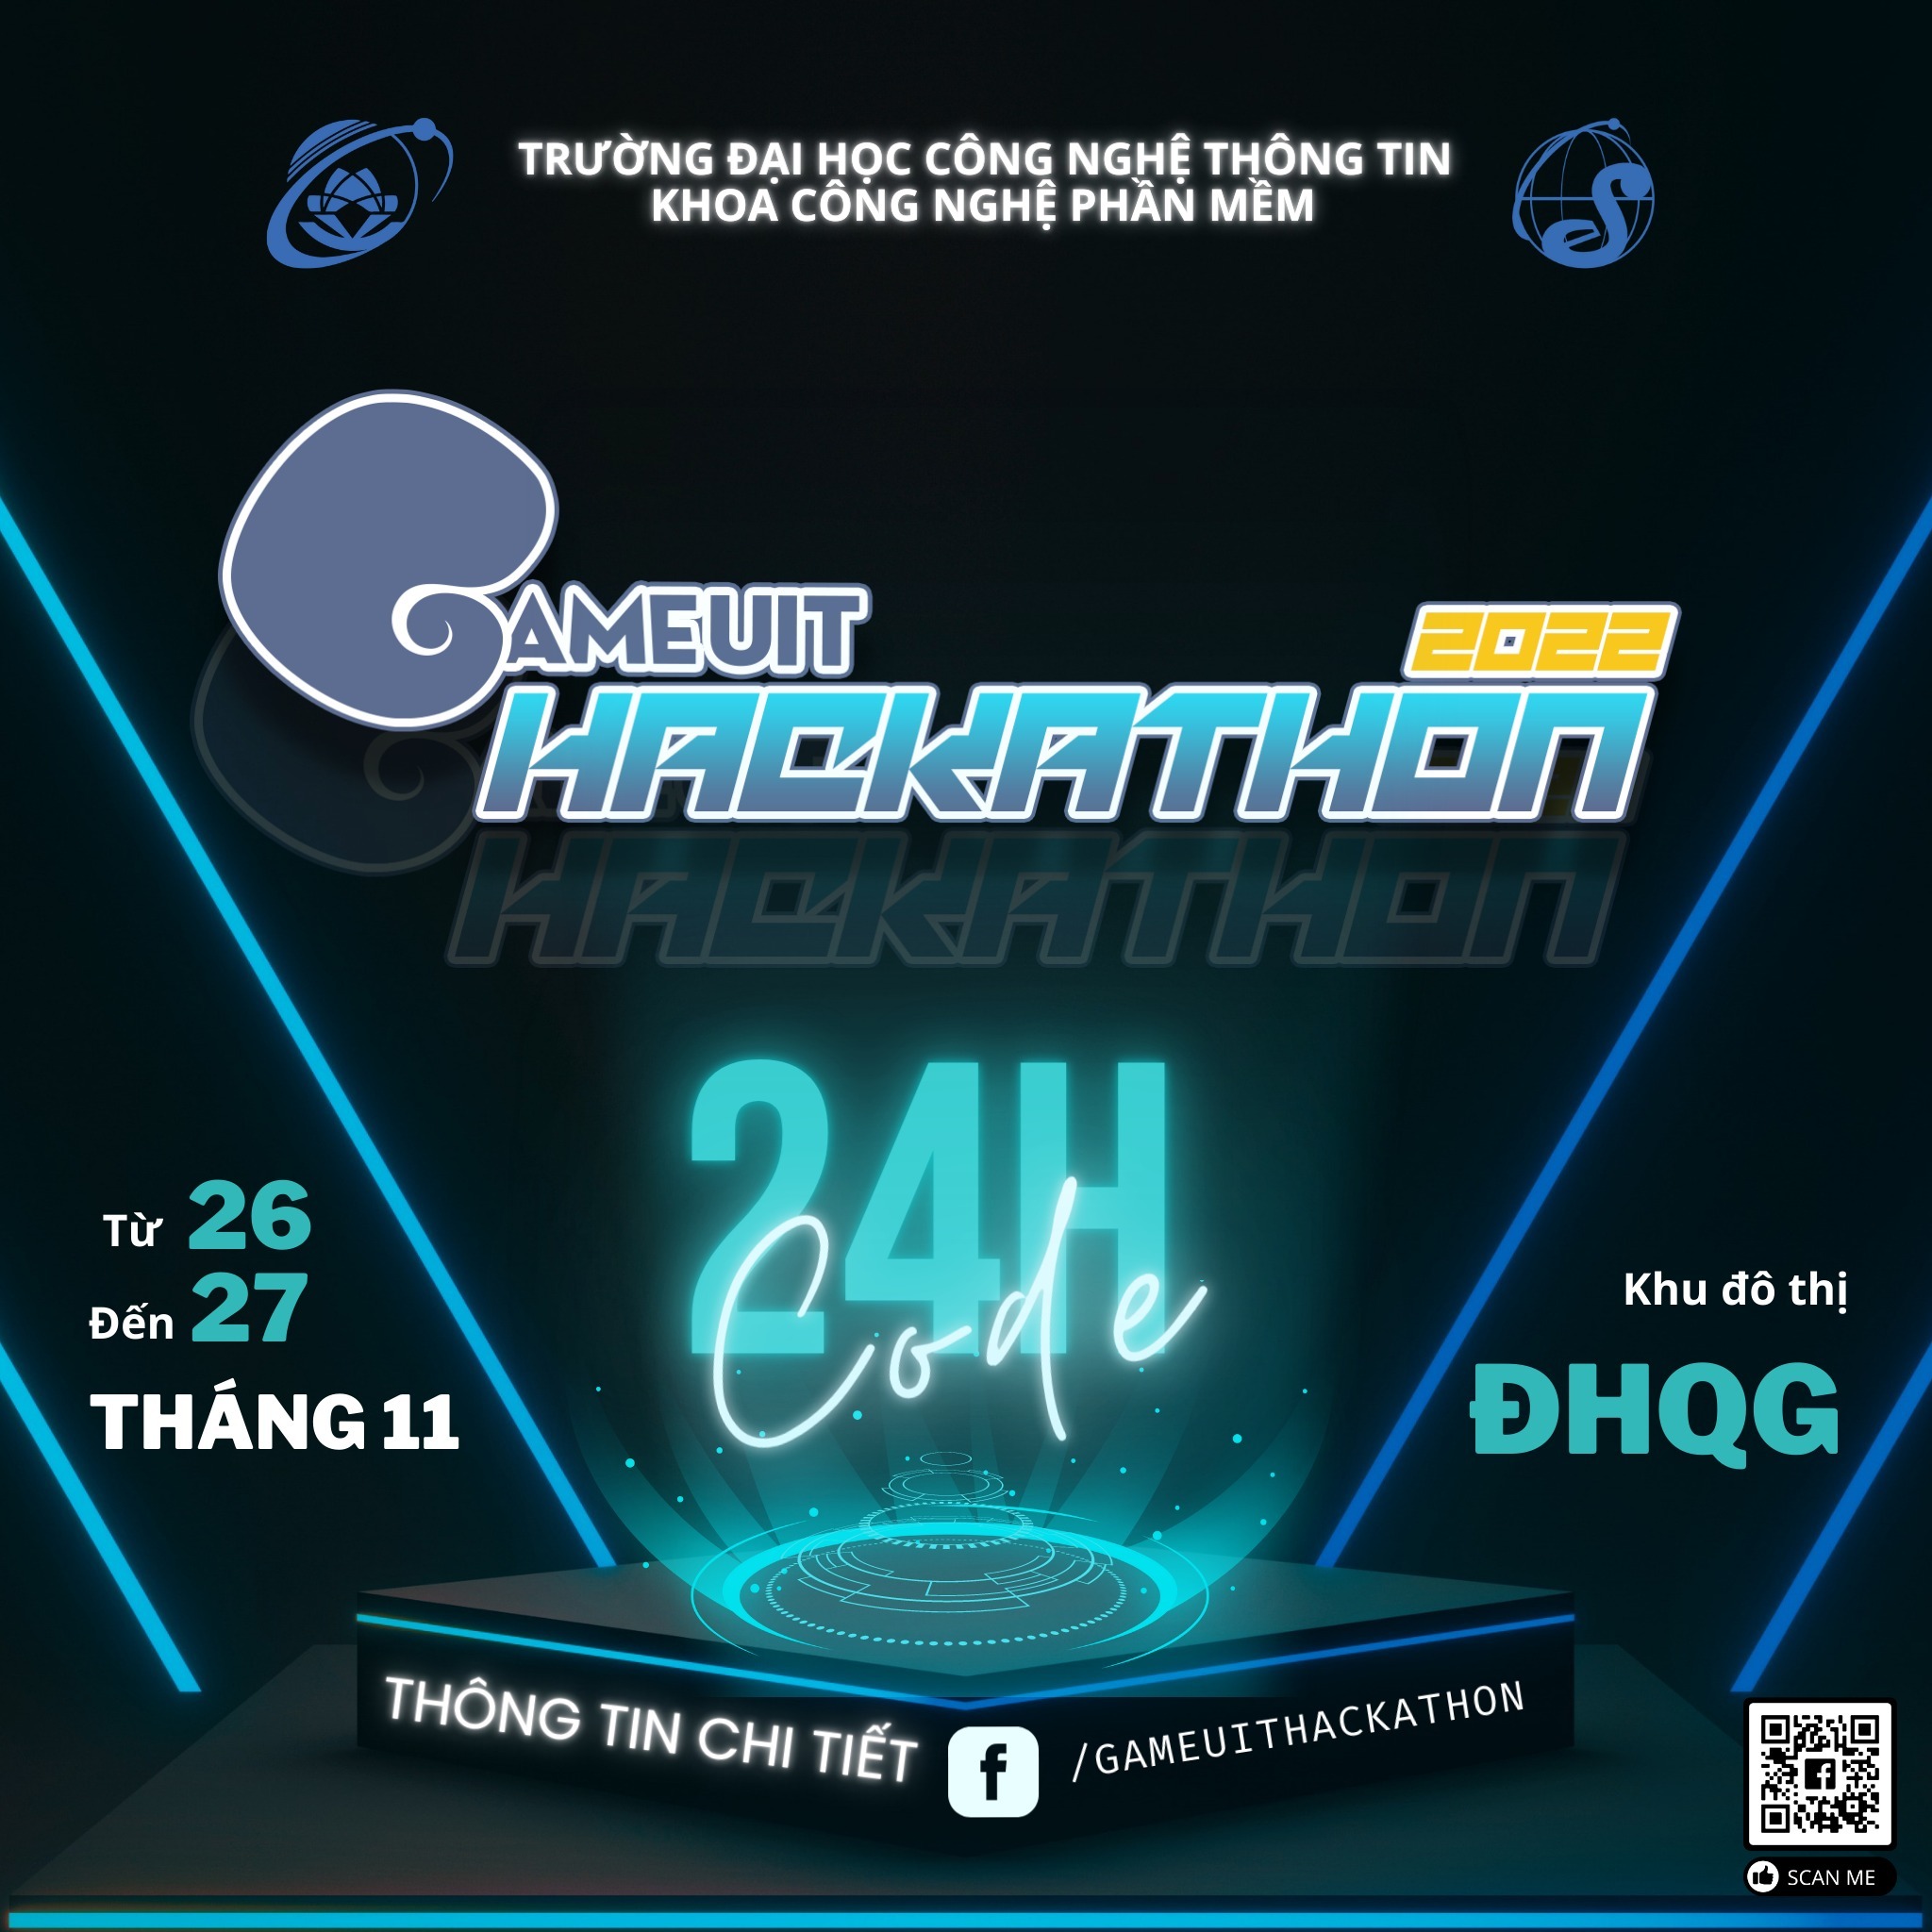 TRƯỜNG ĐẠI HỌC CÔNG NGHỆ THÔNG TIN
KHOA CÔNG NGHỆ PHẦN MỀM
GAMEUIT
2022
HACKATHON
24H
Code
Từ 26
Đến 27
THÁNG 11
Khu đô thị
ĐHQG
THÔNG TIN CHI TIẾT
/GAMEUITHACKATHON
SCAN ME